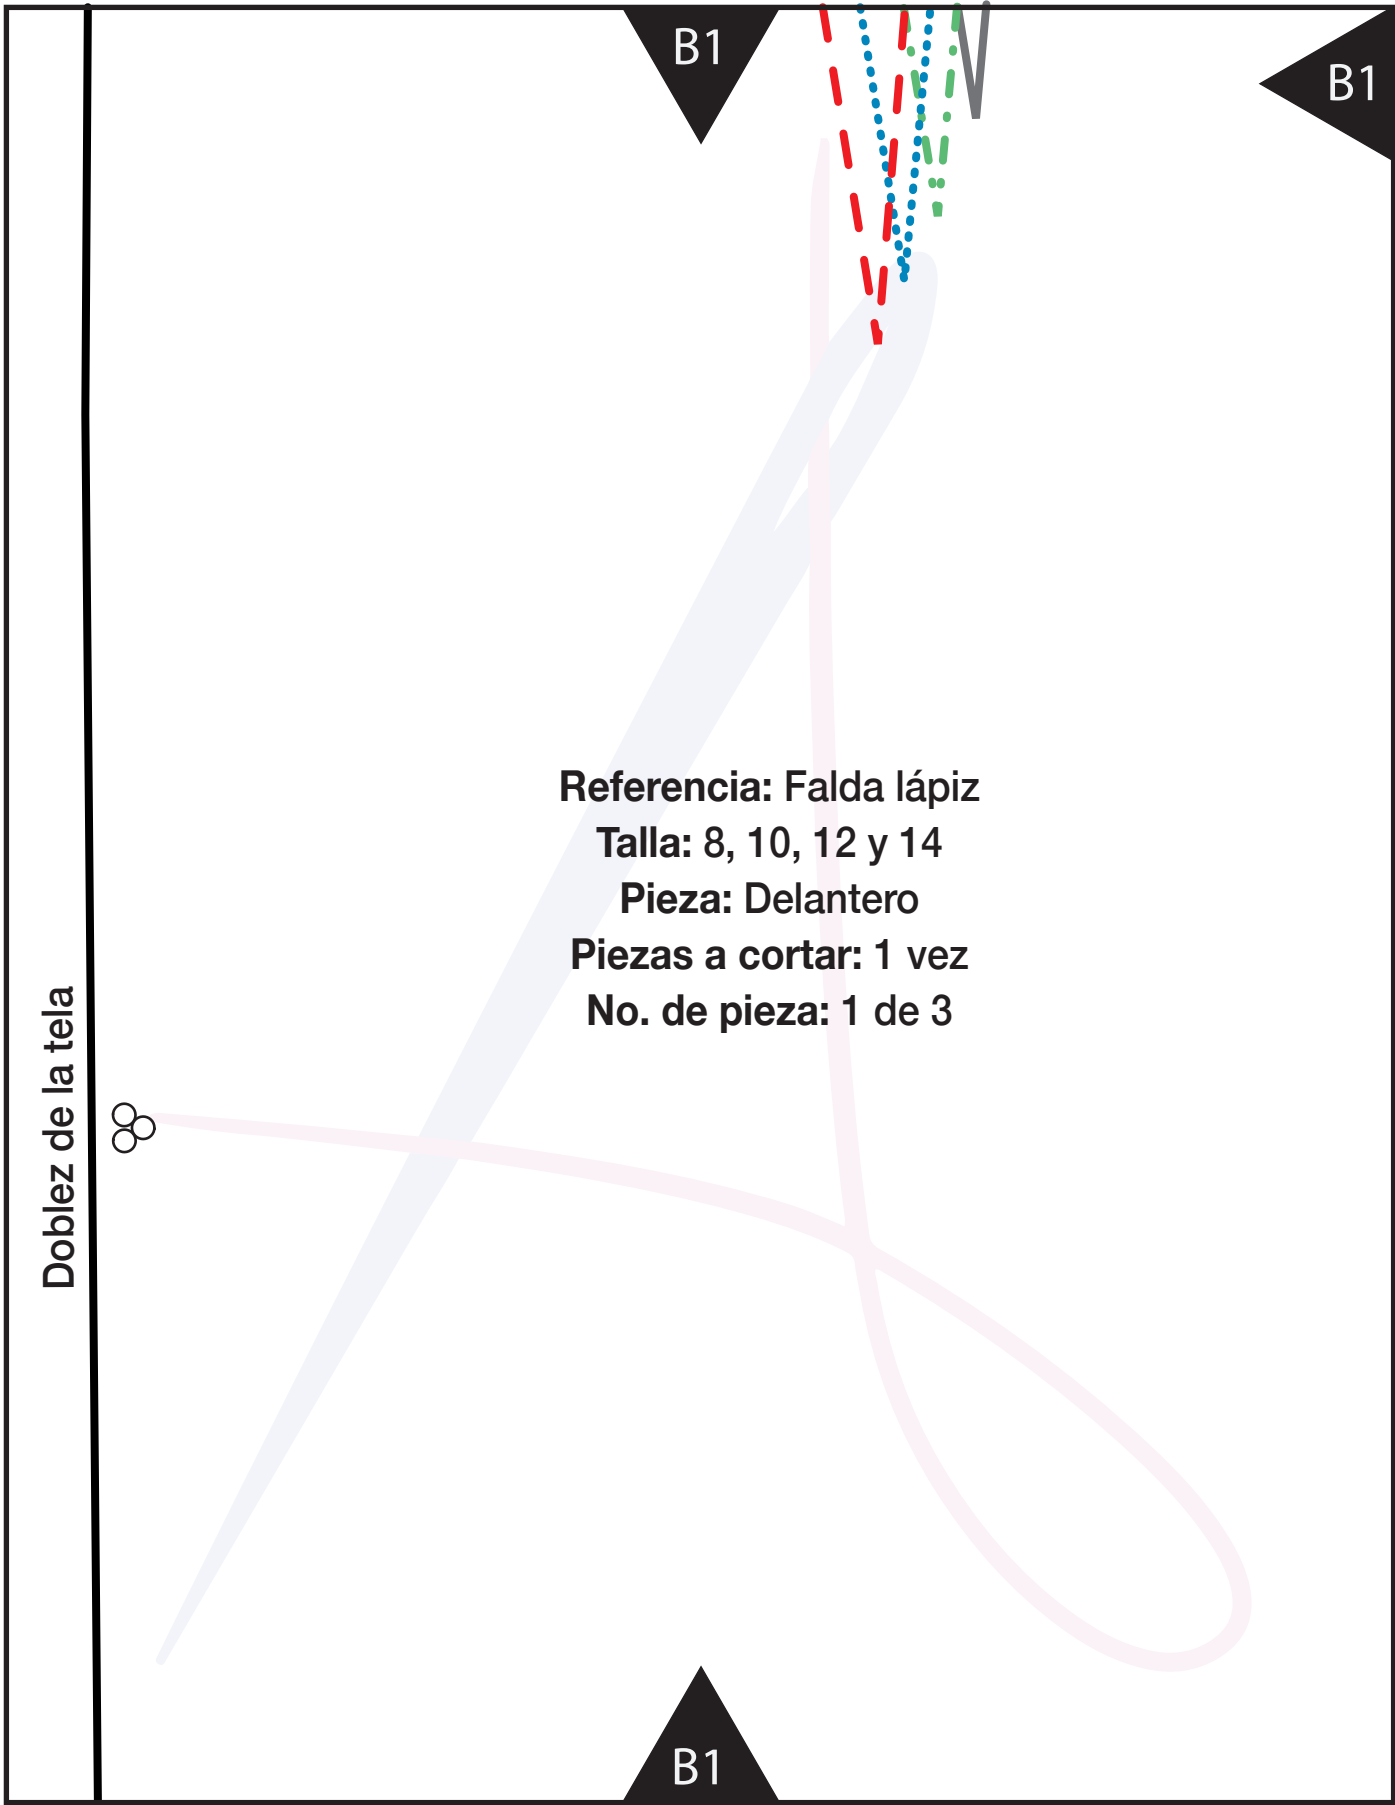 B1
B1
Referencia: Falda lápiz
Talla: 8, 10, 12 y 14
Pieza: Delantero
Piezas a cortar: 1 vez
No. de pieza: 1 de 3
Doblez de la tela
B1